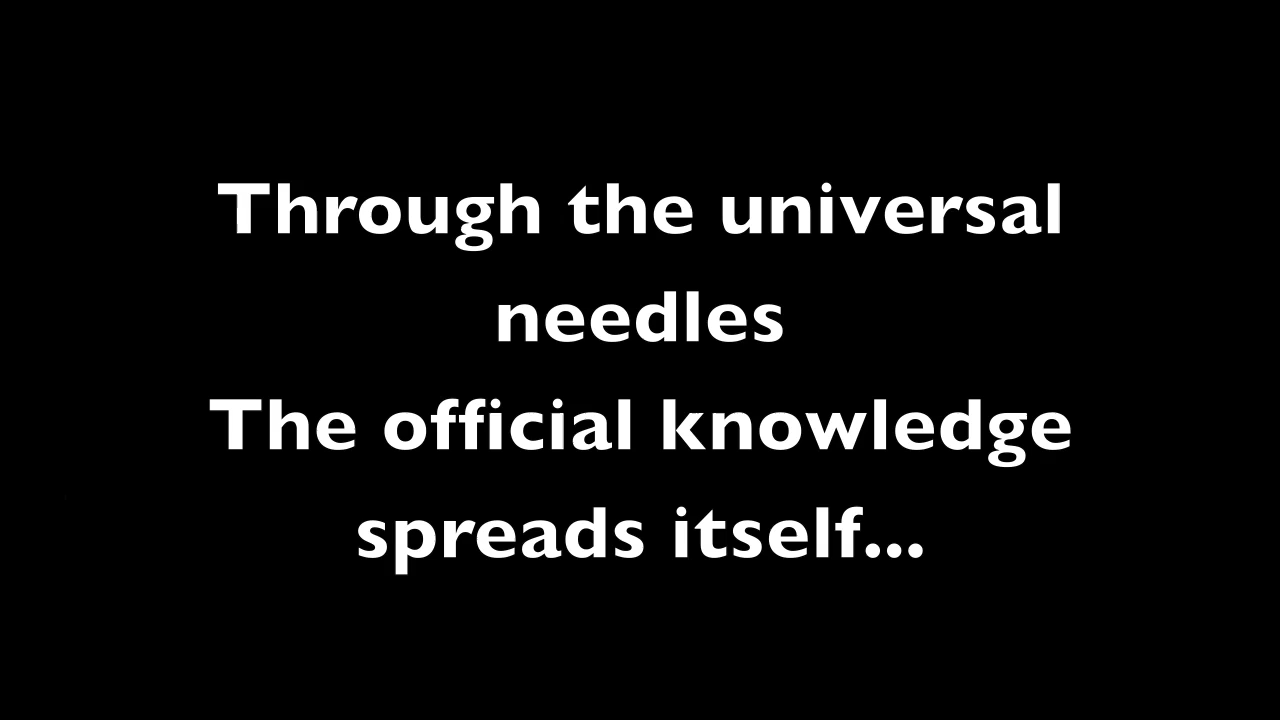 Through the universal
needles
The official knowledge
spreads itself...